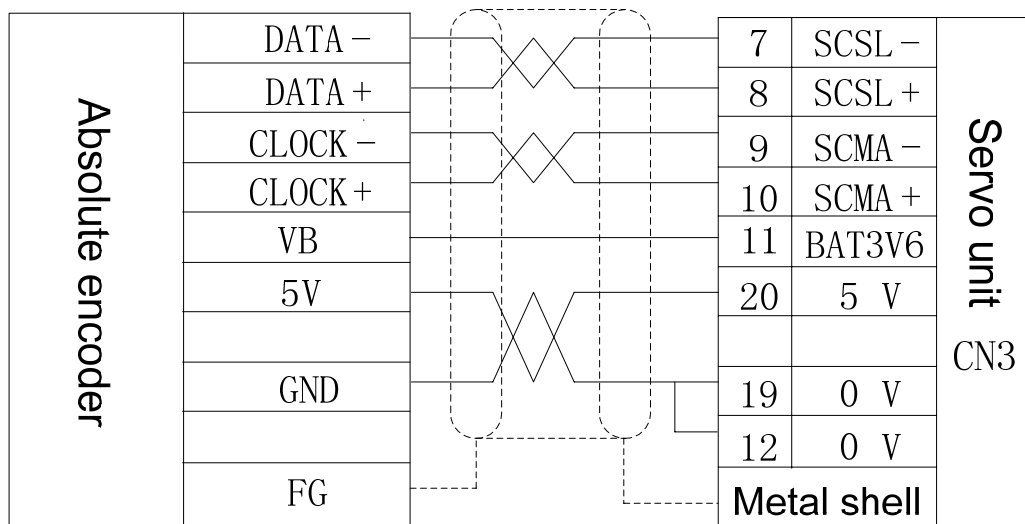 Absolute encoder
DATA－
DATA+
CLOCK－
CLOCK+
VB
5V
GND
FG
7 SCSL－
8 SCSL+
9 SCMA－
10 SCMA+
11 BAT3V6
20 5 V
19 0 V
12 0 V
Metal shell
Servo unit
CN3